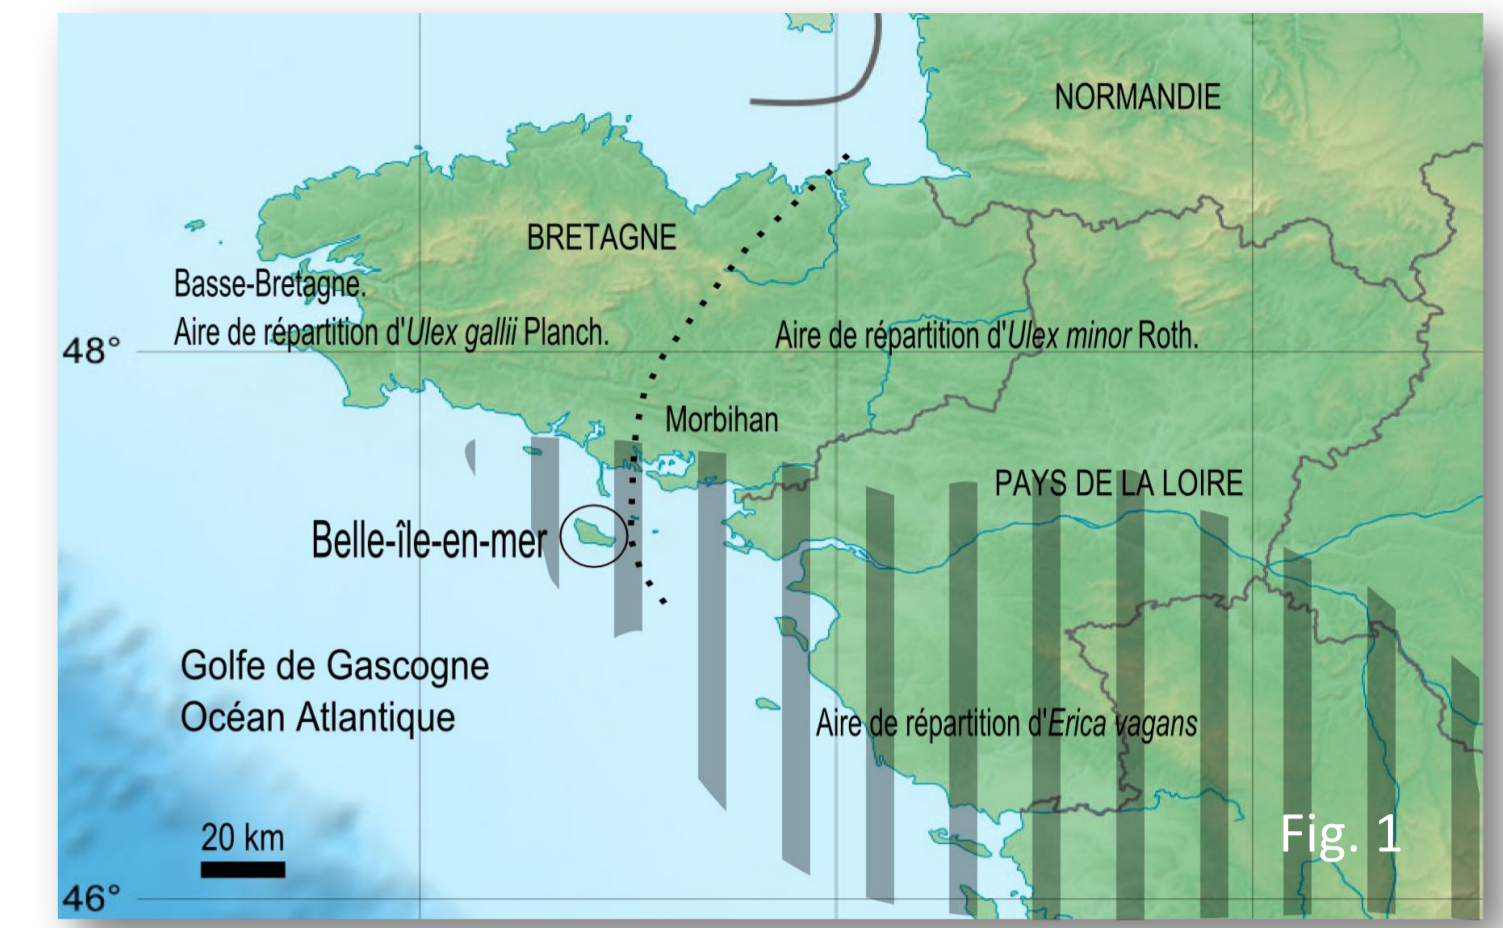 NORMANDIE
BRETAGNE
Basse-Bretagne.
Aire de répartition d'Ulex gallii Planch.
Aire de répartition d'Ulex minor Roth.
48°
Morbihan
PAYS DE LA LOIRE
Belle-île-en-mer
Golfe de Gascogne
Océan Atlantique
Aire de répartition d'Erica vagans
20 km
Fig. 1
46°